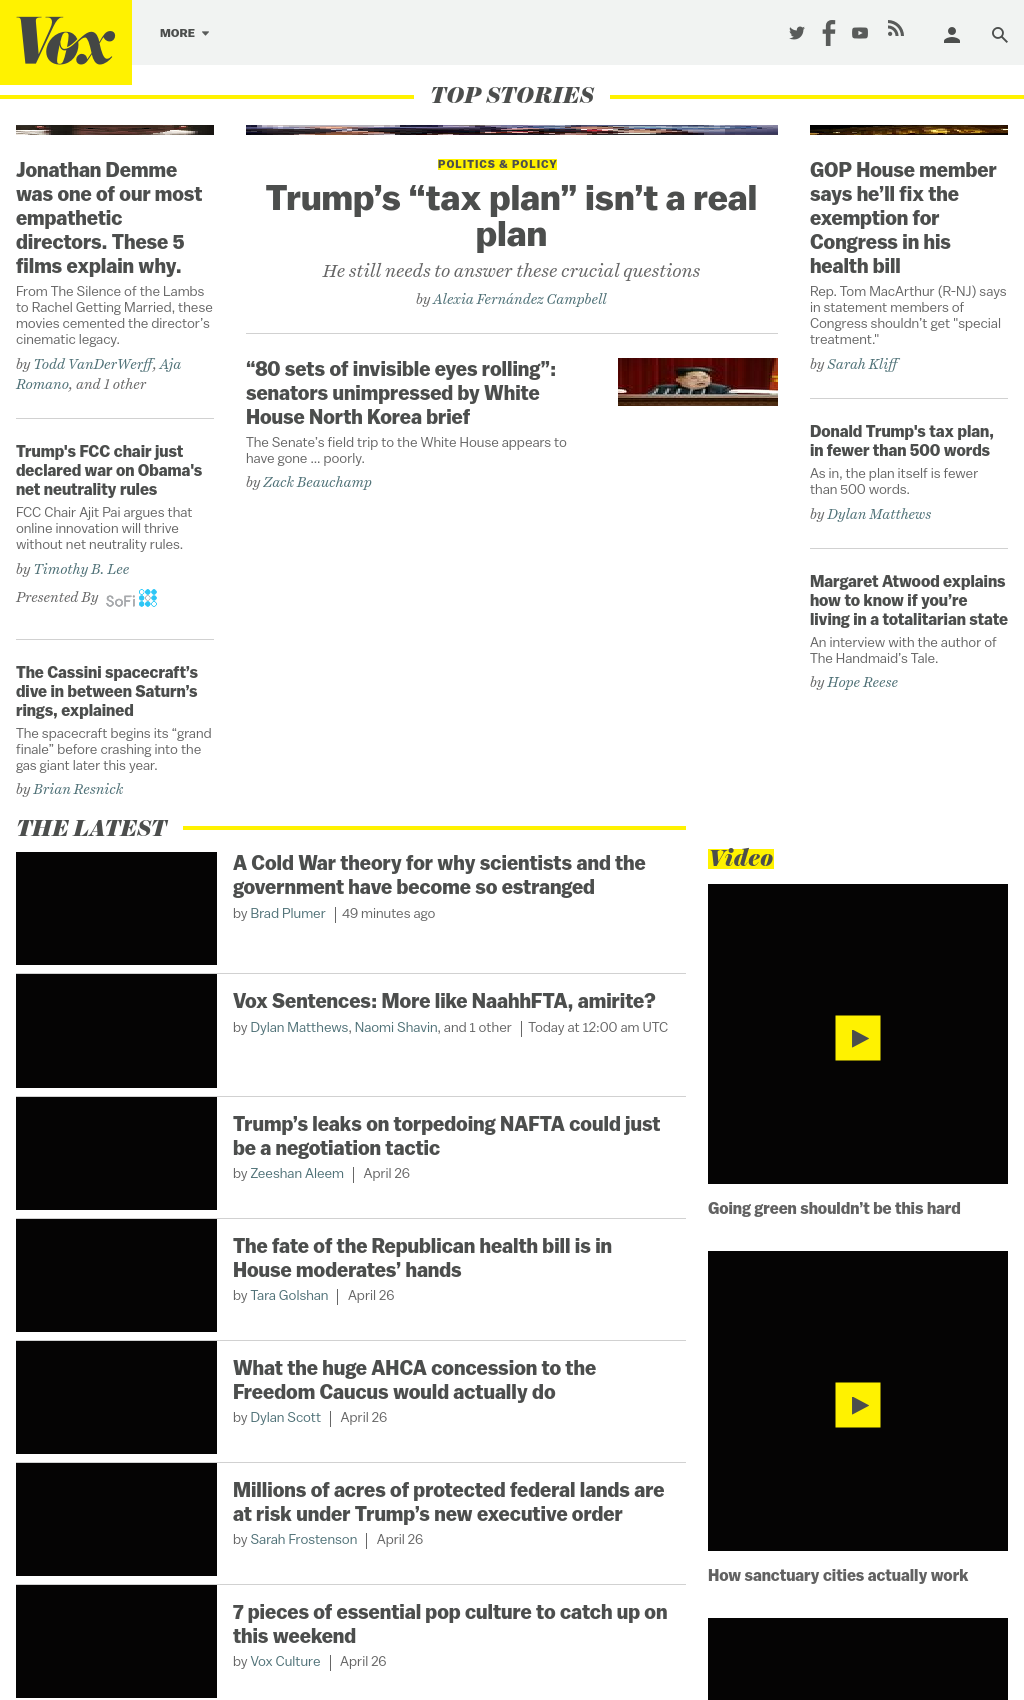 Vox
MORE
TOP STORIES
Jonathan Demme
was one of our most
empathetic
directors. These 5
films explain why.
From The Silence of the Lambs
to Rachel Getting Married, these
movies cemented the director's
cinematic legacy.
by Todd VanDerWerff, Aja
Romano, and 1 other
Trump's FCC chair just
declared war on Obama's
net neutrality rules
FCC Chair Ajit Pai argues that
online innovation will thrive
without net neutrality rules.
by Timothy B. Lee
Presented By SoFi
The Cassini spacecraft's
dive in between Saturn's
rings, explained
The spacecraft begins its “grand
finale” before crashing into the
gas giant later this year.
by Brian Resnick
POLITICS & POLICY
Trump’s “tax plan” isn’t a real
plan
He still needs to answer these crucial questions
by Alexia Fernández Campbell
“80 sets of invisible eyes rolling”:
senators unimpressed by White
House North Korea brief
The Senate’s field trip to the White House appears to
have gone ... poorly.
by Zack Beauchamp
GOP House member
says he’ll fix the
exemption for
Congress in his
health bill
Rep. Tom MacArthur (R-NJ) says
in statement members of
Congress shouldn’t get "special
treatment."
by Sarah Kliff
Donald Trump's tax plan,
in fewer than 500 words
As in, the plan itself is fewer
than 500 words.
by Dylan Matthews
Margaret Atwood explains
how to know if you’re
living in a totalitarian state
An interview with the author of
The Handmaid’s Tale.
by Hope Reese
THE LATEST
A Cold War theory for why scientists and the
government have become so estranged
by Brad Plumer | 49 minutes ago
Vox Sentences: More like NaahhFTA, amirite?
by Dylan Matthews, Naomi Shavin, and 1 other | Today at 12:00 am UTC
Trump’s leaks on torpedoing NAFTA could just
be a negotiation tactic
by Zeeshan Aleem | April 26
The fate of the Republican health bill is in
House moderates’ hands
by Tara Golshan | April 26
What the huge AHCA concession to the
Freedom Caucus would actually do
by Dylan Scott | April 26
Millions of acres of protected federal lands are
at risk under Trump’s new executive order
by Sarah Frostenson | April 26
7 pieces of essential pop culture to catch up on
this weekend
by Vox Culture | April 26
Video
Going green shouldn’t be this hard
How sanctuary cities actually work